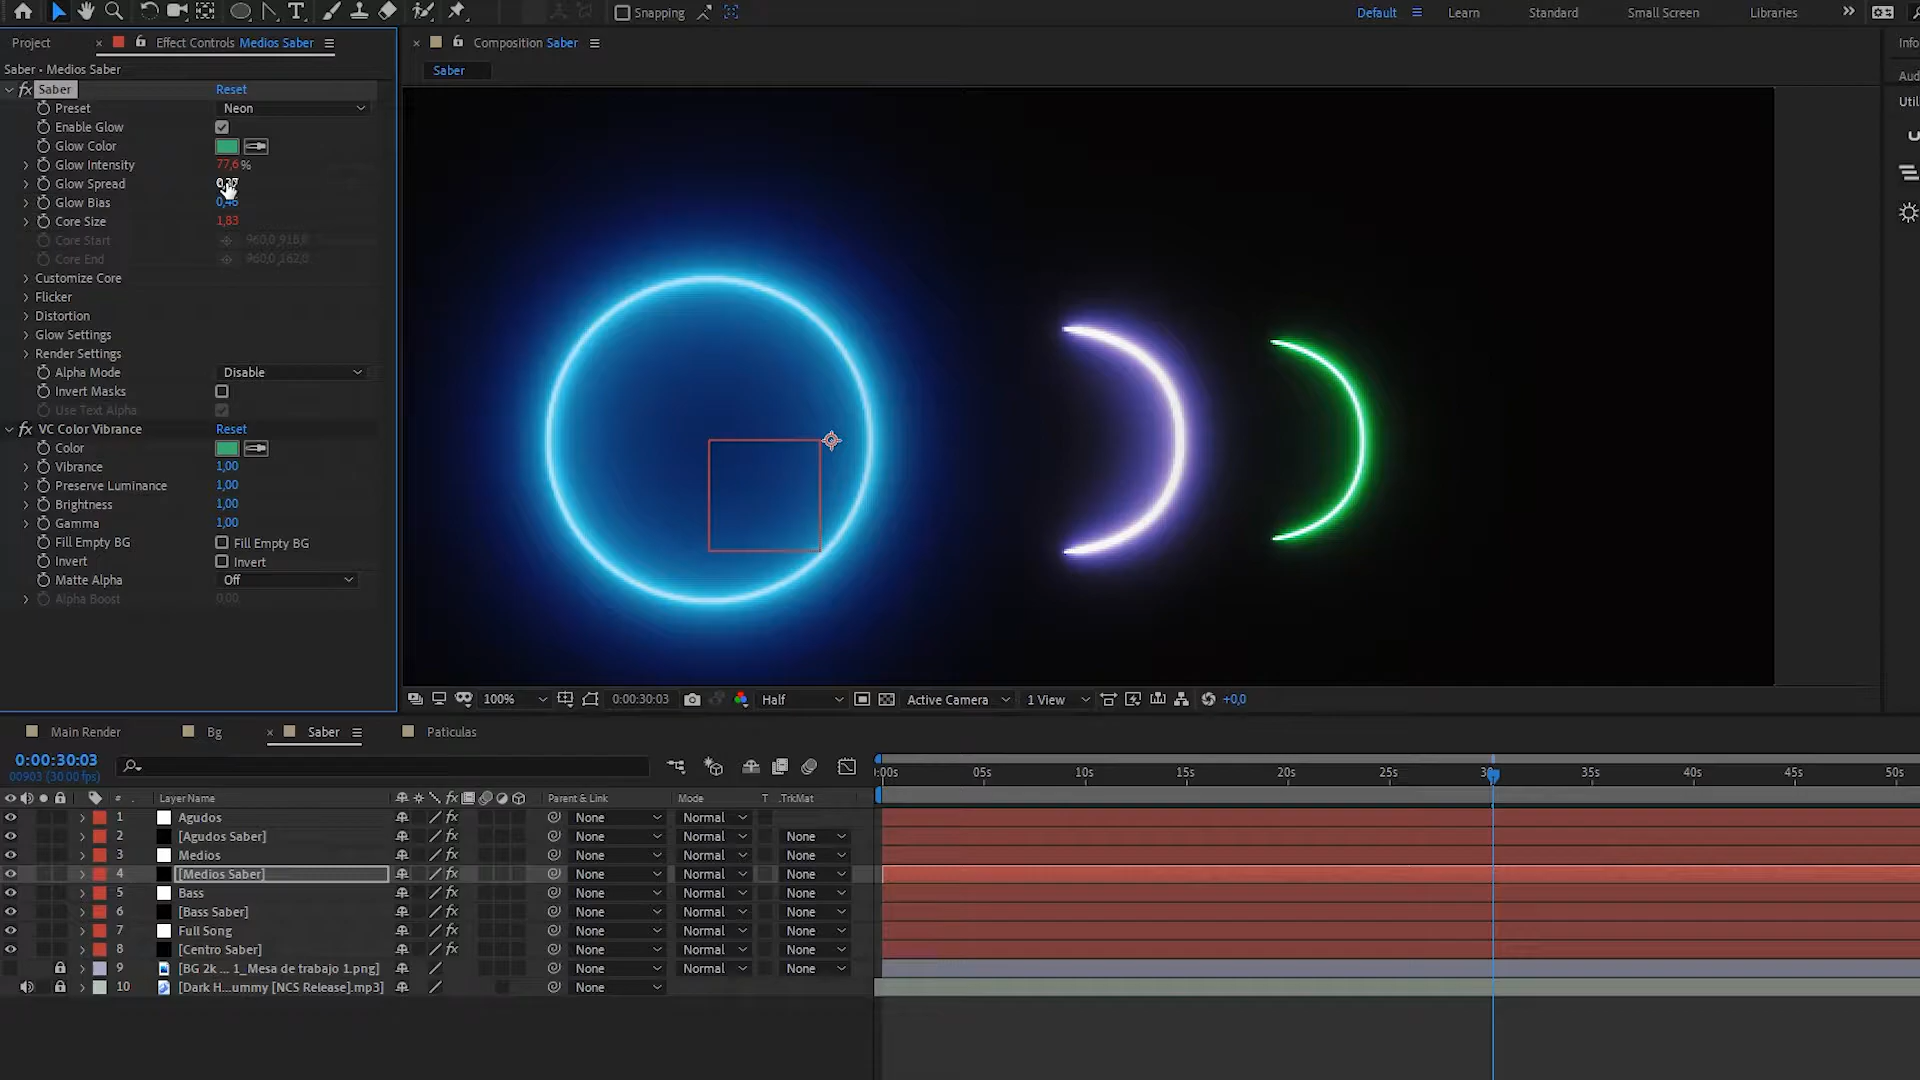 Snapping
Default
Learn
Standard
Small Screen
Libraries
Project
Effect Controls Medios Saber
Composition Saber
Info
Saber • Medios Saber
Saber
fx Saber Reset
Preset Neon
Enable Glow
Glow Color
Glow Intensity 77,6 %
Glow Spread
Glow Bias 0,46
Core Size 1,83
Core Start 960,0,918,0
Core End 960,0,162,0
Customize Core
Flicker
Distortion
Glow Settings
Render Settings
Alpha Mode Disable
Invert Masks
Use Text Alpha
fx VC Color Vibrance Reset
Color
Vibrance 1,00
Preserve Luminance 1,00
Brightness 1,00
Gamma 1,00
Fill Empty BG Fill Empty BG
Invert Invert
Matte Alpha Off
Alpha Boost 0,00
100%
0:00:30:03
Half
Active Camera
1 View
+0,0
Main Render
Bg
Saber
Paticulas
0:00:30:03
00903 (30.00 fps)
:00s 05s 10s 15s 20s 25s 35s 40s 45s 50s
# Layer Name fx Parent & Link Mode T .TrkMat
1 Agudos fx None Normal
2 [Agudos Saber] fx None Normal None
3 Medios fx None Normal None
4 [Medios Saber] fx None Normal None
5 Bass fx None Normal None
6 [Bass Saber] fx None Normal None
7 Full Song fx None Normal None
8 [Centro Saber] fx None Normal None
9 [BG 2k ... 1_Mesa de trabajo 1.png] None Normal None
10 [Dark H...ummy [NCS Release].mp3] None